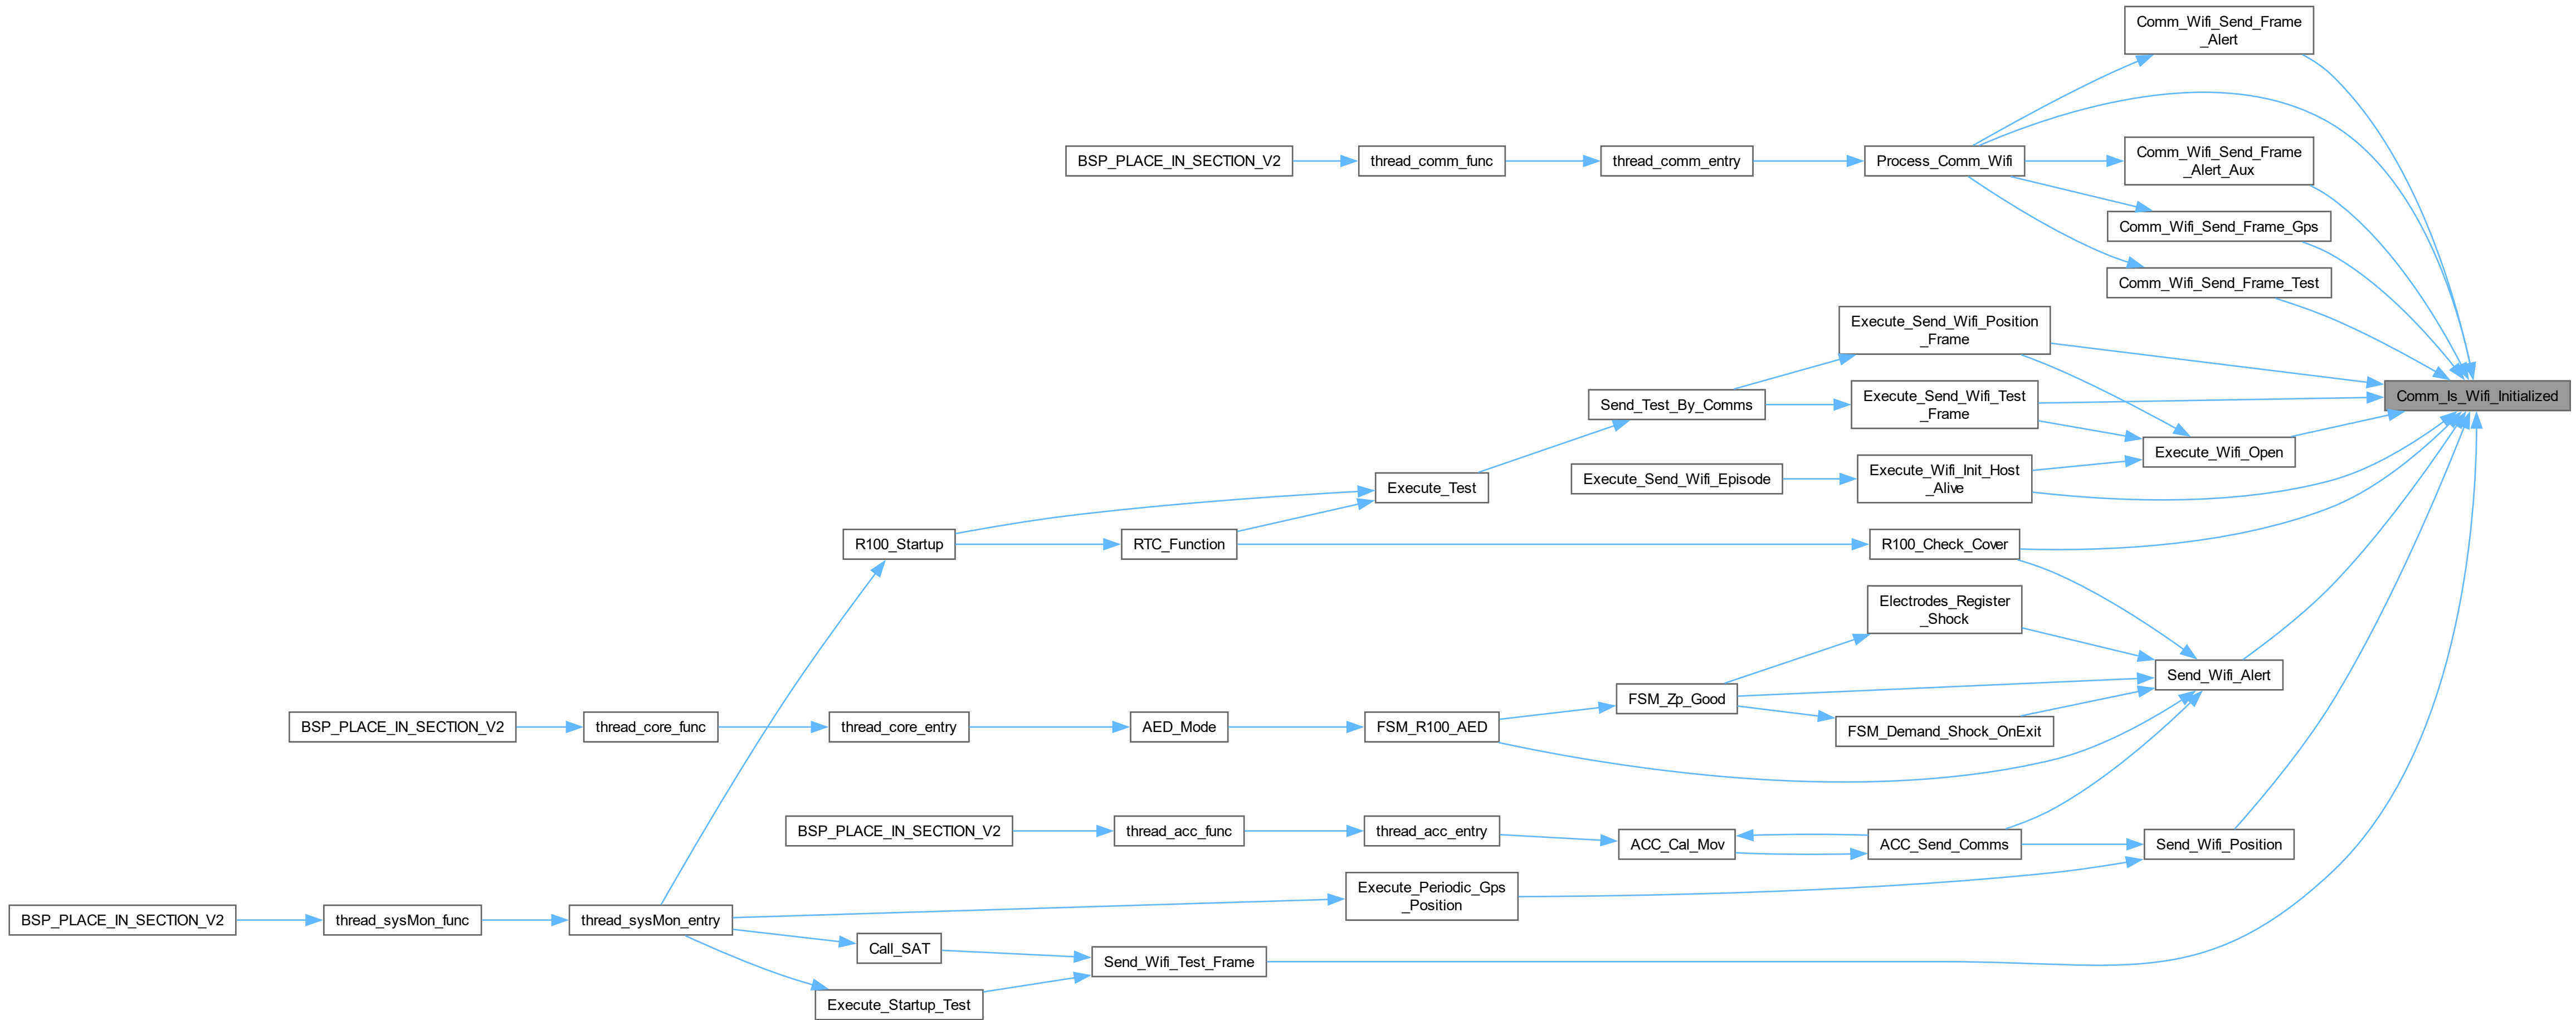 Comm_Wifi_Send_Frame
_Alert
BSP_PLACE_IN_SECTION_V2
thread_comm_func
thread_comm_entry
Process_Comm_Wifi
Comm_Wifi_Send_Frame
_Alert_Aux
Comm_Wifi_Send_Frame_Gps
Comm_Wifi_Send_Frame_Test
Execute_Send_Wifi_Position
_Frame
Send_Test_By_Comms
Execute_Send_Wifi_Test
_Frame
Comm_Is_Wifi_Initialized
Execute_Wifi_Open
Execute_Send_Wifi_Episode
Execute_Wifi_Init_Host
_Alive
Execute_Test
R100_Startup
RTC_Function
R100_Check_Cover
Electrodes_Register
_Shock
Send_Wifi_Alert
FSM_Zp_Good
BSP_PLACE_IN_SECTION_V2
thread_core_func
thread_core_entry
AED_Mode
FSM_R100_AED
FSM_Demand_Shock_OnExit
BSP_PLACE_IN_SECTION_V2
thread_acc_func
thread_acc_entry
ACC_Cal_Mov
ACC_Send_Comms
Send_Wifi_Position
Execute_Periodic_Gps
_Position
BSP_PLACE_IN_SECTION_V2
thread_sysMon_func
thread_sysMon_entry
Call_SAT
Send_Wifi_Test_Frame
Execute_Startup_Test